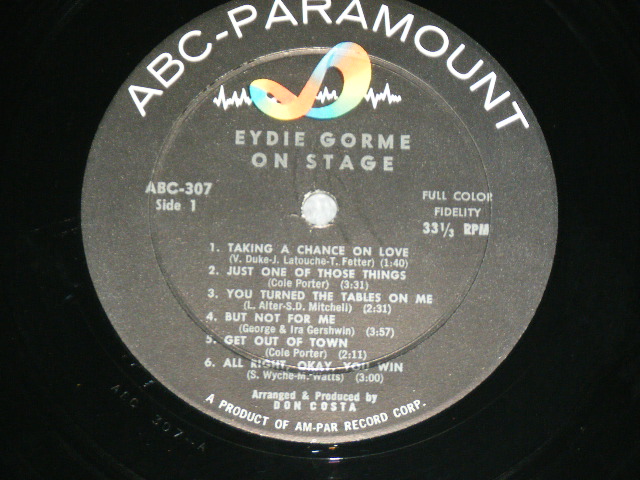 ABC-PARAMOUNT
EYDIE GORME
ON STAGE
ABC-307
Side 1
FULL COLOR
FIDELITY
33 1/3 RPM
1. TAKING A CHANCE ON LOVE
(V. Duke-J. Latouche-T. Fetter) (1:40)
2. JUST ONE OF THOSE THINGS
(Cole Porter) (3:31)
3. YOU TURNED THE TABLES ON ME
(L. Alter-S.D. Mitchell) (2:31)
4. BUT NOT FOR ME
(George & Ira Gershwin) (3:57)
5. GET OUT OF TOWN
(Cole Porter) (2:11)
6. ALL RIGHT, OKAY, YOU WIN
(S. Wyche-M. Watts) (3:00)
Arranged & Produced by
DON COSTA
A PRODUCT OF AM-PAR RECORD CORP.
ABC 307-A